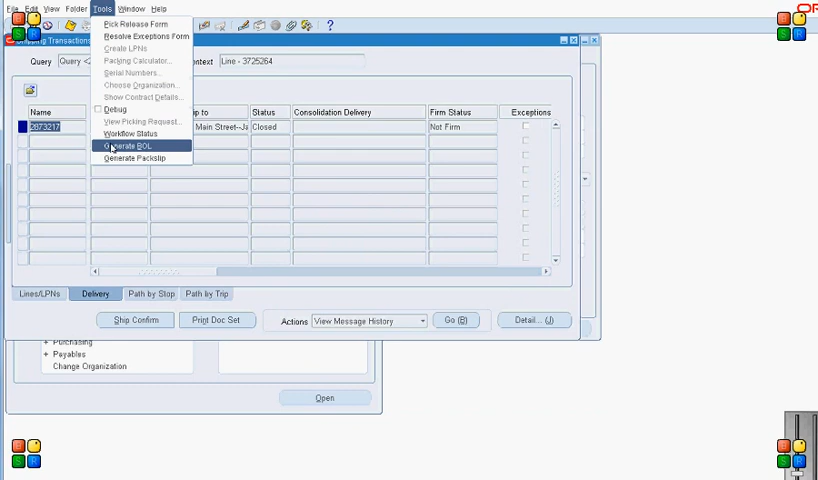 File Edit View Folder Tools Window Help
Pick Release Form
Resolve Exceptions Form
Create LPNs
Packing Calculator...
Serial Numbers...
Choose Organization...
Show Contract Details...
Debug
View Picking Request...
Workflow Status
Generate BOL
Generate Packslip
Shipping Transactions
Query
ontext Line - 3725264
Name
p to Status Consolidation Delivery Firm Status Exceptions
2873217 Main Street--Ja Closed Not Firm
Lines/LPNs Delivery Path by Stop Path by Trip
Ship Confirm Print Doc Set Actions View Message History Go (B) Detail... (J)
+ Purchasing
+ Payables
Change Organization
Open